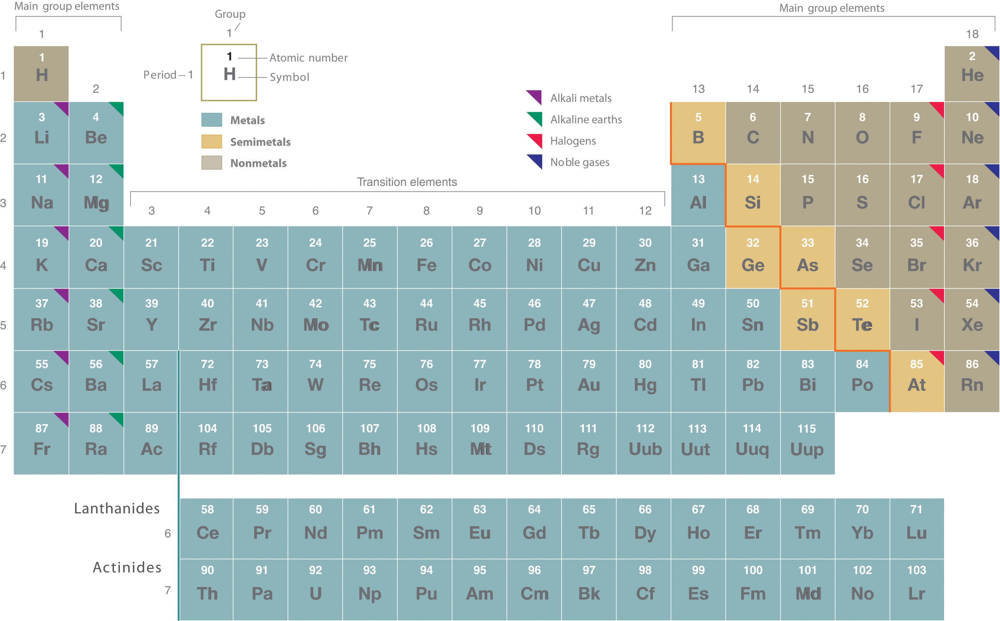 Main group elements
Main group elements
Group
1
1
18
1 Atomic number
H Symbol
Period – 1
1
H
2
He
1
2
13
14
15
16
17
Alkali metals
Alkaline earths
Halogens
Noble gases
Metals
Semimetals
Nonmetals
3 4 5 6 7 8 9 10
2 Li Be B C N O F Ne
Transition elements
11 12 13 14 15 16 17 18
3 Na Mg Al Si P S Cl Ar
3 4 5 6 7 8 9 10 11 12
19 20 21 22 23 24 25 26 27 28 29 30 31 32 33 34 35 36
4 K Ca Sc Ti V Cr Mn Fe Co Ni Cu Zn Ga Ge As Se Br Kr
37 38 39 40 41 42 43 44 45 46 47 48 49 50 51 52 53 54
5 Rb Sr Y Zr Nb Mo Tc Ru Rh Pd Ag Cd In Sn Sb Te I Xe
55 56 57 72 73 74 75 76 77 78 79 80 81 82 83 84 85 86
6 Cs Ba La Hf Ta W Re Os Ir Pt Au Hg Tl Pb Bi Po At Rn
87 88 89 104 105 106 107 108 109 110 111 112 113 114 115
7 Fr Ra Ac Rf Db Sg Bh Hs Mt Ds Rg Uub Uut Uuq Uup
Lanthanides
58 59 60 61 62 63 64 65 66 67 68 69 70 71
6 Ce Pr Nd Pm Sm Eu Gd Tb Dy Ho Er Tm Yb Lu
Actinides
90 91 92 93 94 95 96 97 98 99 100 101 102 103
7 Th Pa U Np Pu Am Cm Bk Cf Es Fm Md No Lr